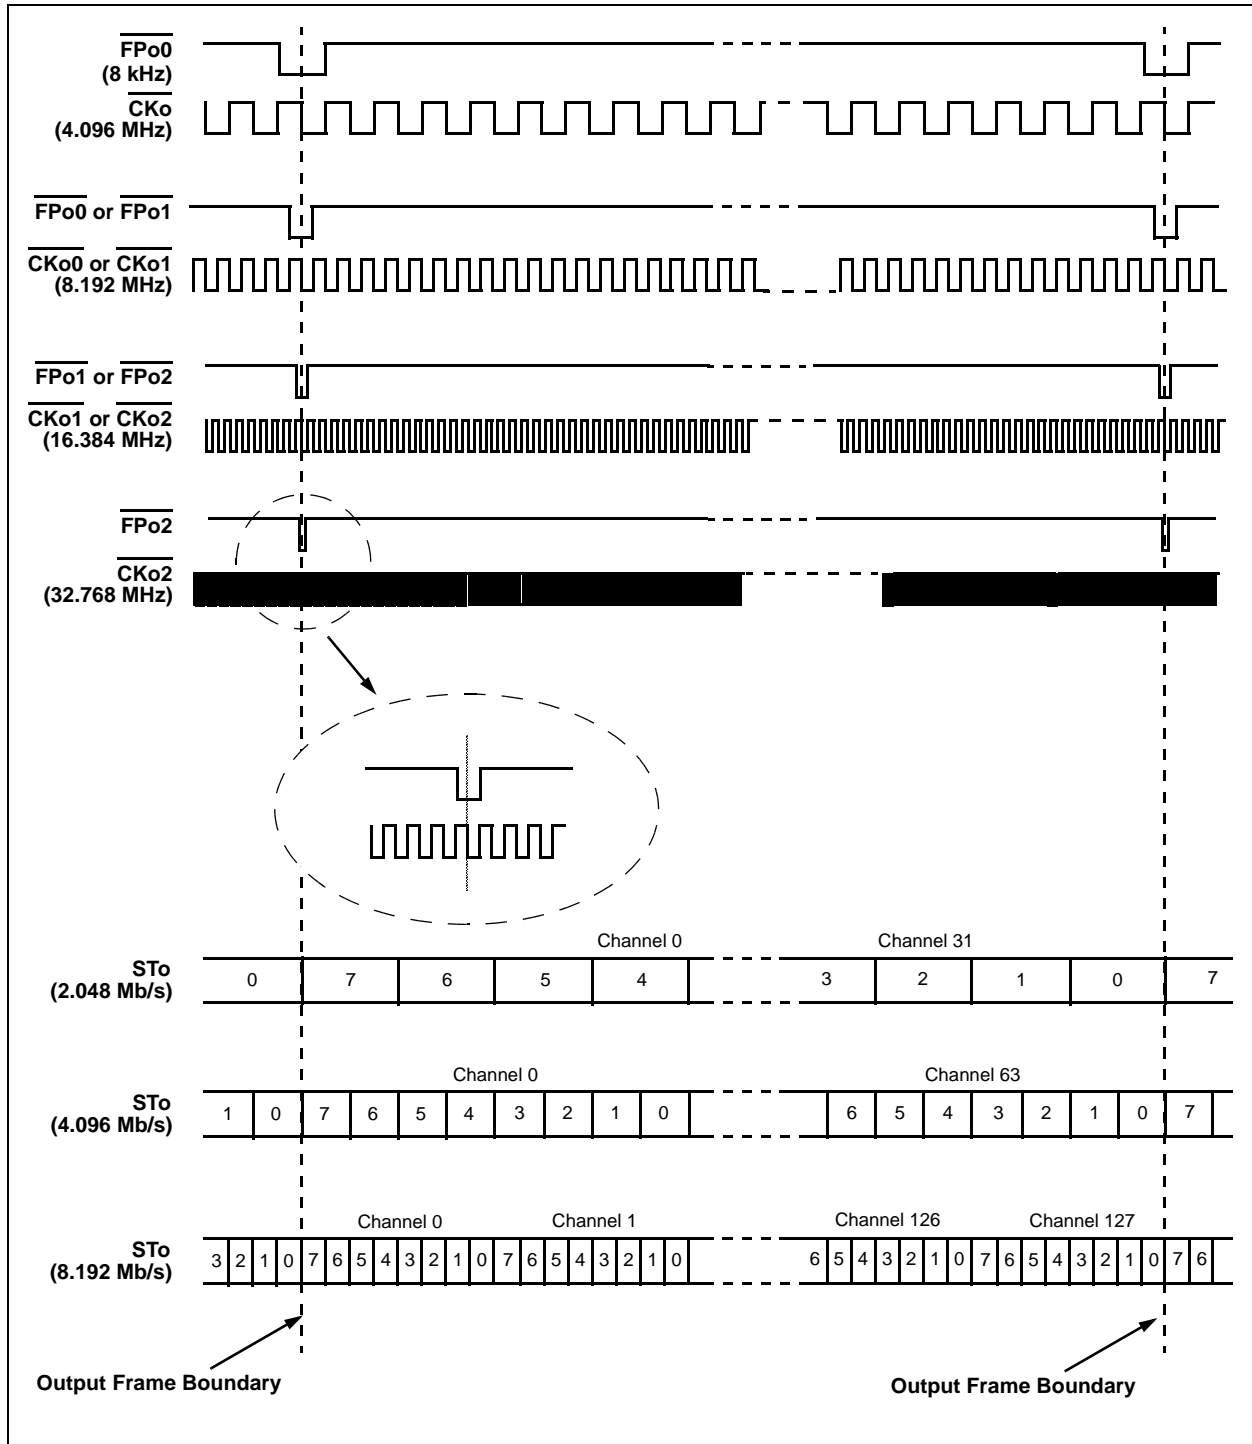 FPo0
(8 kHz)
CKo
(4.096 MHz)
FPo0 or FPo1
CKo0 or CKo1
(8.192 MHz)
FPo1 or FPo2
CKo1 or CKo2
(16.384 MHz)
FPo2
CKo2
(32.768 MHz)
Channel 0 Channel 31
STo
(2.048 Mb/s)
0 7 6 5 4 3 2 1 0 7
Channel 0 Channel 63
STo
(4.096 Mb/s)
1 0 7 6 5 4 3 2 1 0 6 5 4 3 2 1 0 7
Channel 0 Channel 1 Channel 126 Channel 127
STo
(8.192 Mb/s)
3 2 1 0 7 6 5 4 3 2 1 0 7 6 5 4 3 2 1 0 6 5 4 3 2 1 0 7 6 5 4 3 2 1 0 7 6
Output Frame Boundary
Output Frame Boundary